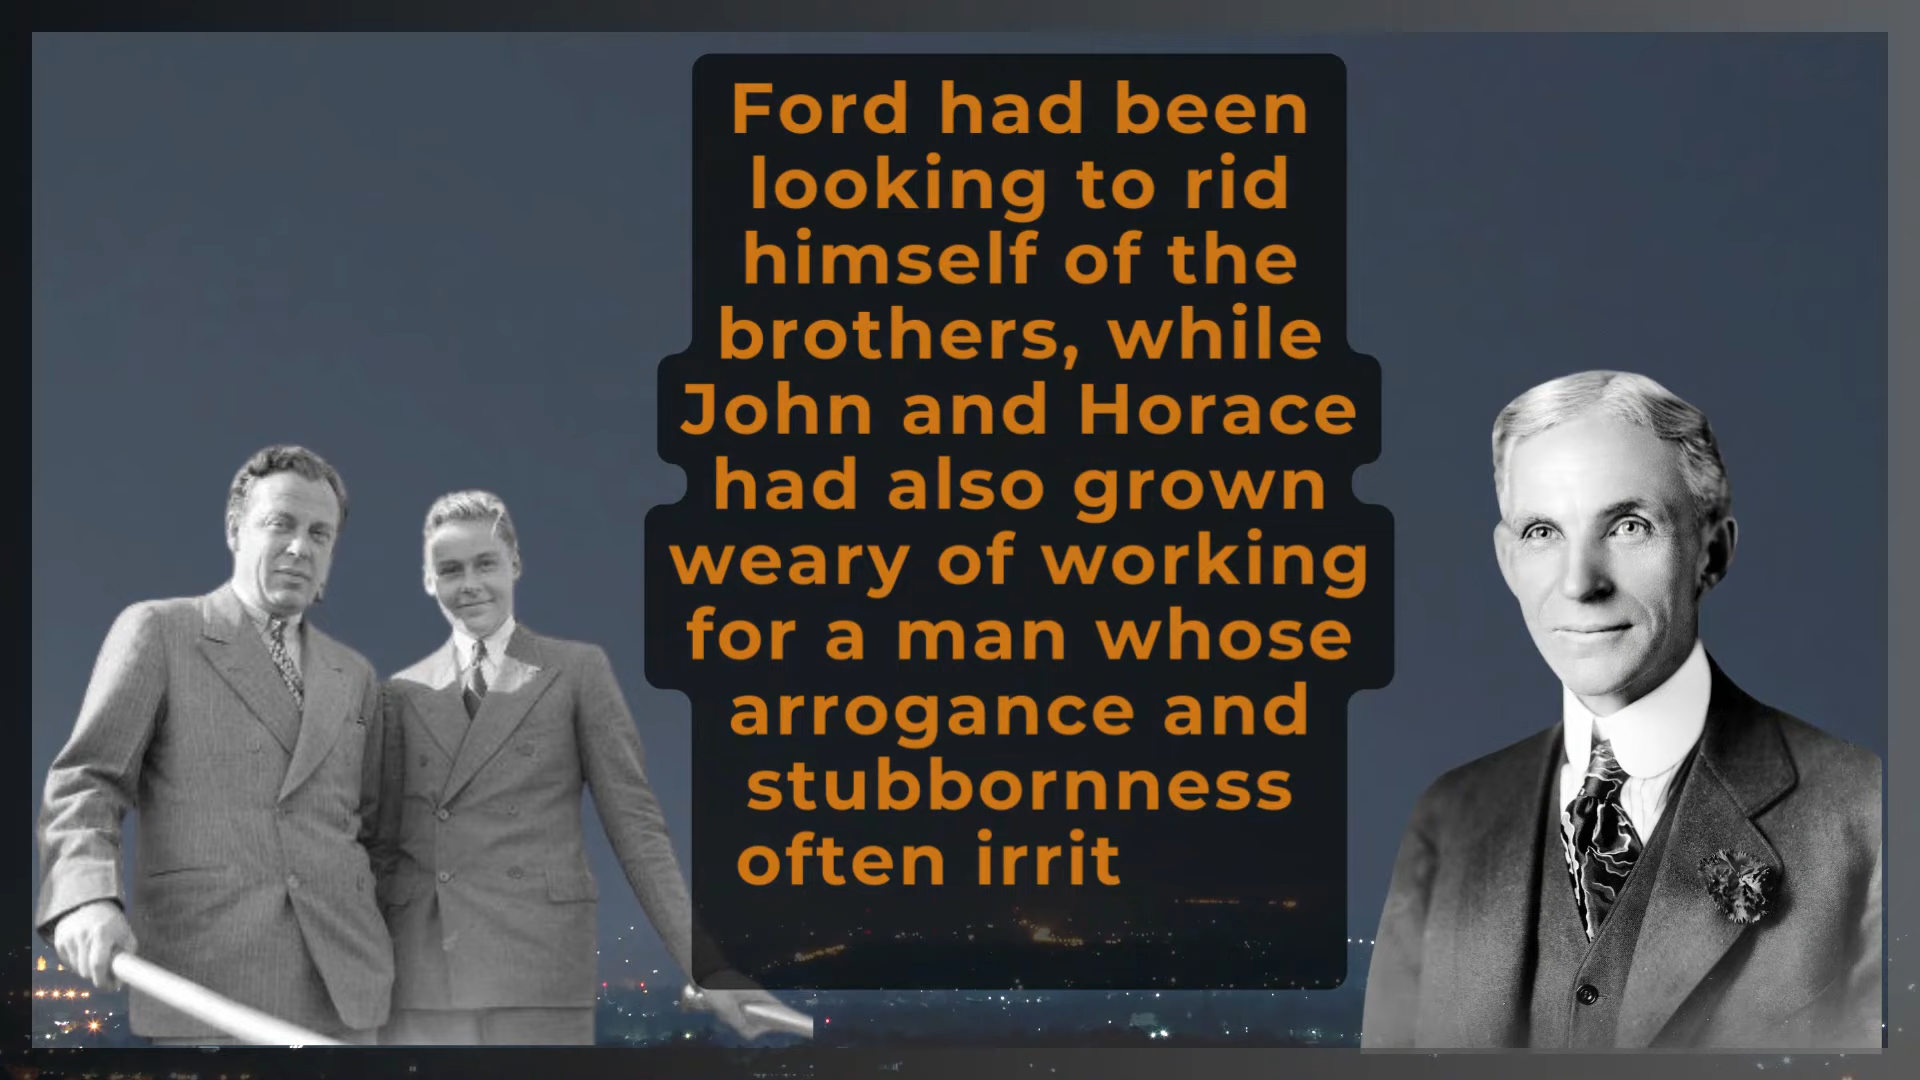 Ford had been
looking to rid
himself of the
brothers, while
John and Horace
had also grown
weary of working
for a man whose
arrogance and
stubbornness
often irrit